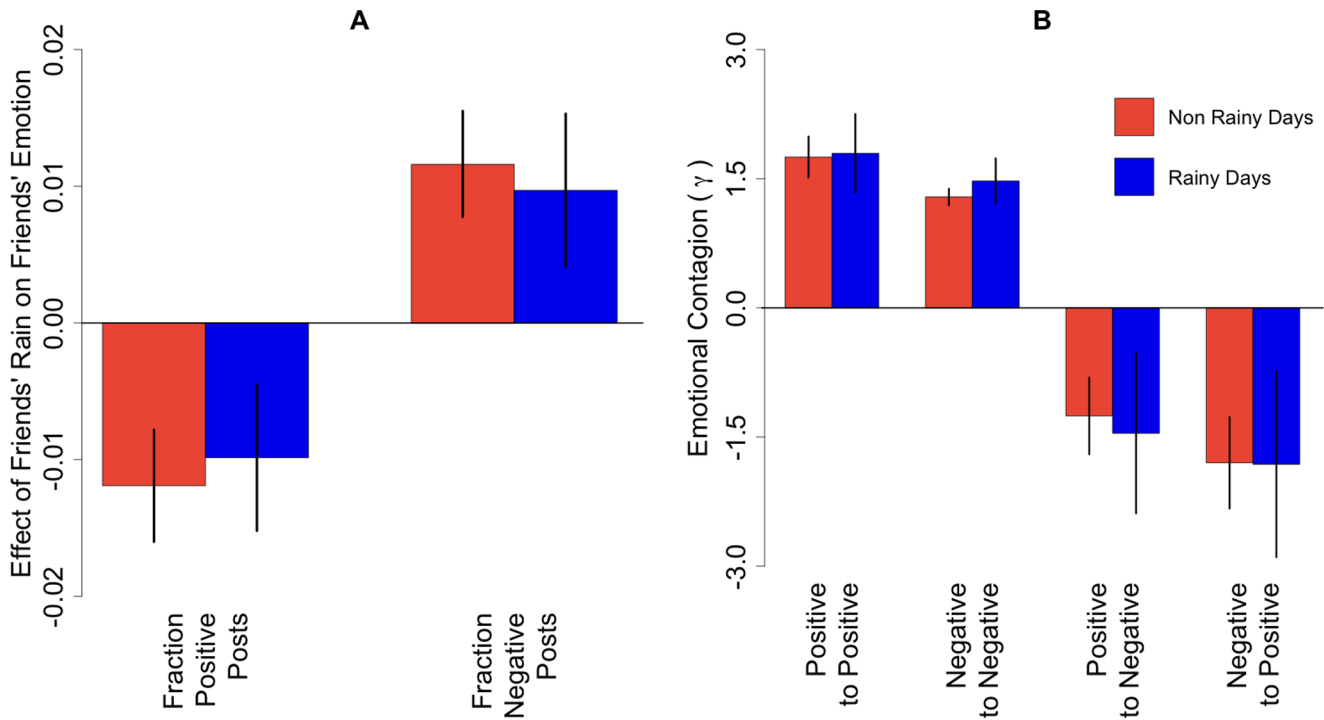 A
Effect of Friends' Rain on Friends' Emotion
0.02
0.01
0.00
-0.01
-0.02
Fraction
Positive
Posts
Fraction
Negative
Posts
B
Emotional Contagion ( γ )
3.0
1.5
0.0
-1.5
-3.0
Non Rainy Days
Rainy Days
Positive
to Positive
Negative
to Negative
Positive
to Negative
Negative
to Positive